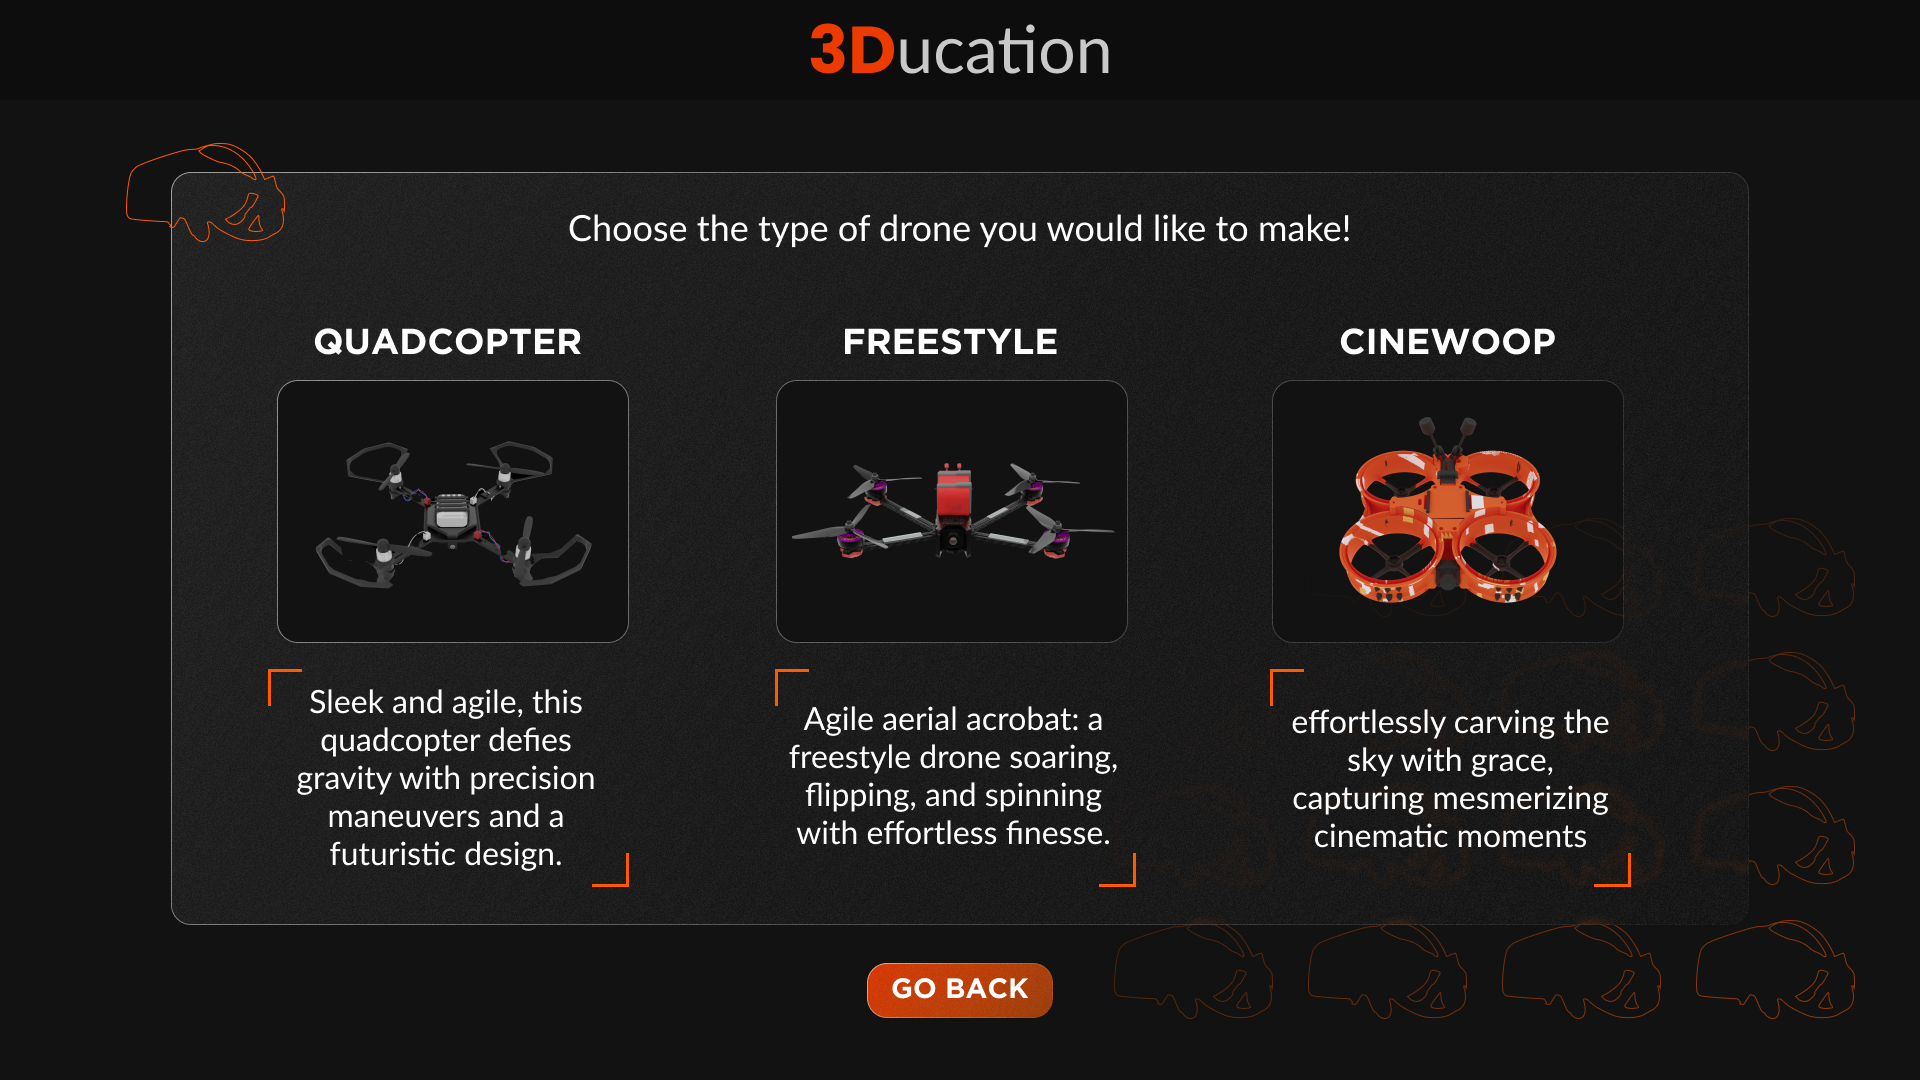 3Ducation
Choose the type of drone you would like to make!
QUADCOPTER
FREESTYLE
CINEWOOP
Sleek and agile, this
quadcopter defies
gravity with precision
maneuvers and a
futuristic design.
Agile aerial acrobat: a
freestyle drone soaring,
flipping, and spinning
with effortless finesse.
effortlessly carving the
sky with grace,
capturing mesmerizing
cinematic moments
GO BACK